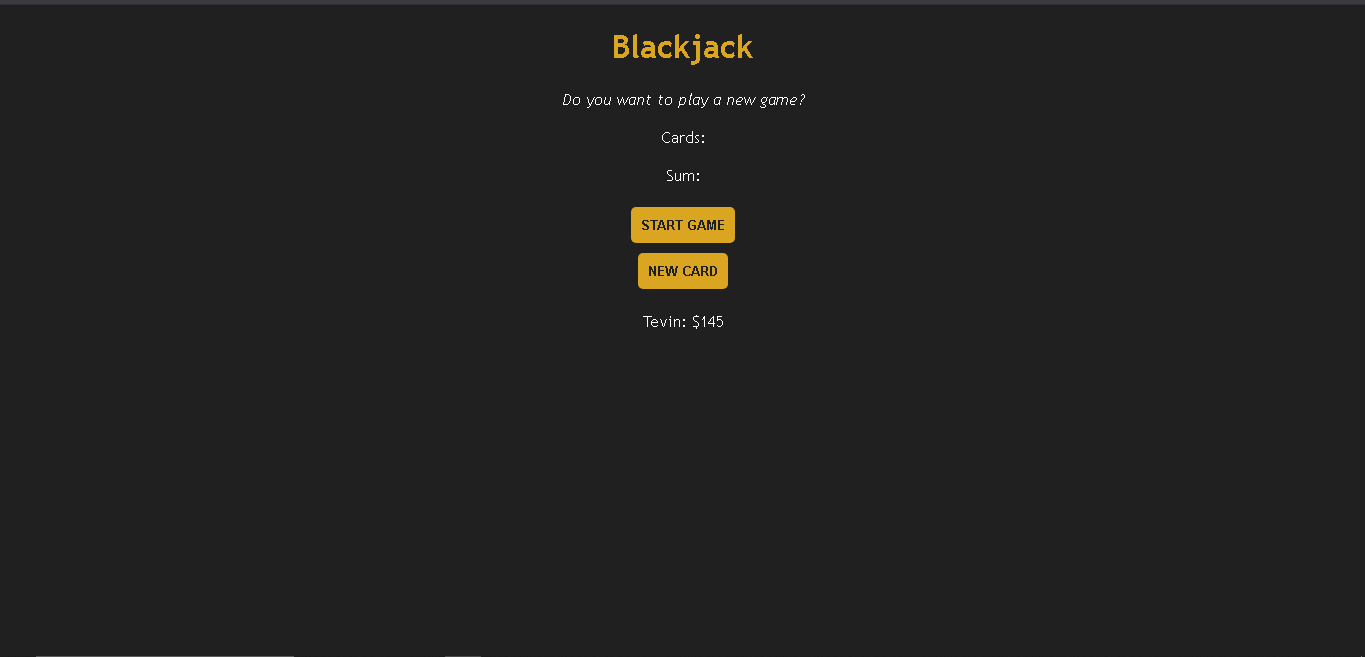 Blackjack
Do you want to play a new game?
Cards:
Sum:
START GAME
NEW CARD
Tevin: $145